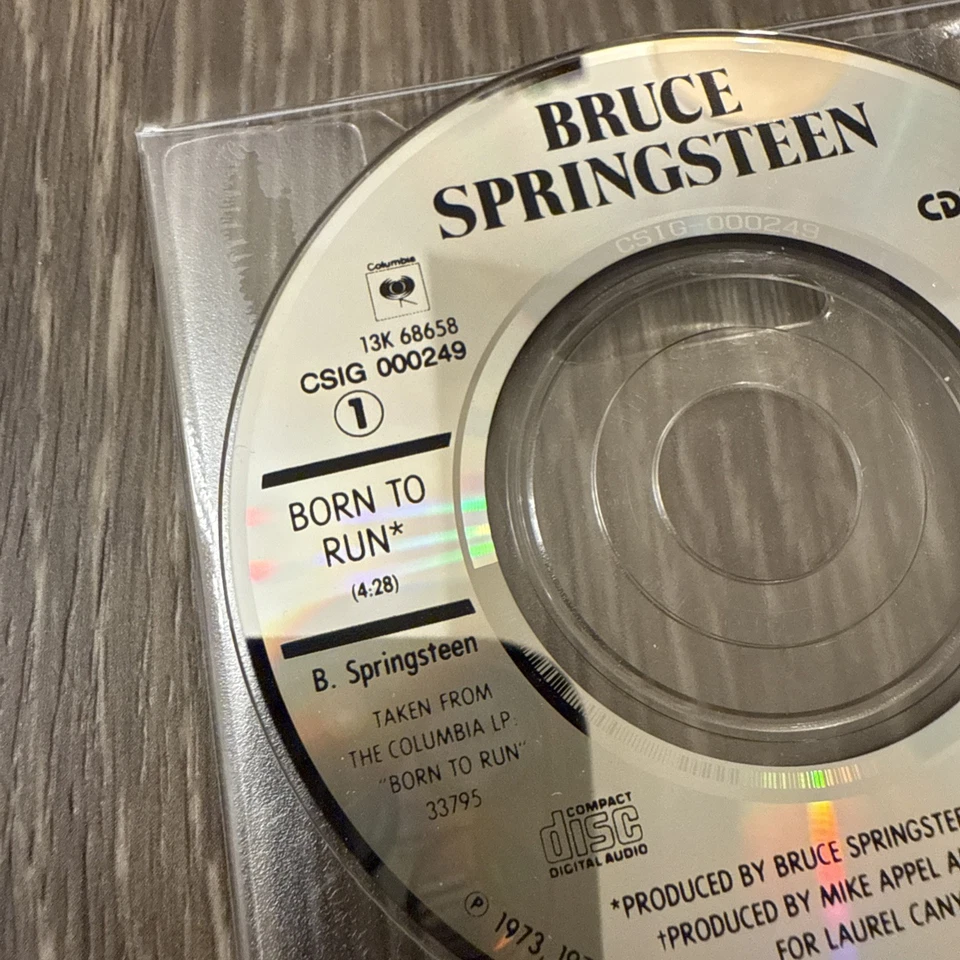 BRUCE
SPRINGSTEEN
CD
CSIG 000249
Columbia
13K 68658
CSIG 000249
1
BORN TO
RUN*
(4:28)
B. Springsteen
TAKEN FROM
THE COLUMBIA LP:
"BORN TO RUN"
33795
COMPACT
disc
DIGITAL AUDIO
*PRODUCED BY BRUCE
†PRODUCED BY MIKE APPEL
FOR LAUREL
℗ 1973,